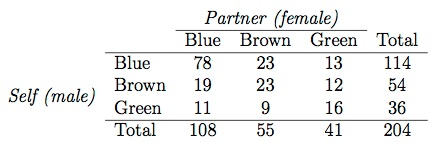 Partner (female)
Blue Brown Green Total
Blue 78 23 13 114
Brown 19 23 12 54
Self (male)
Green 11 9 16 36
Total 108 55 41 204